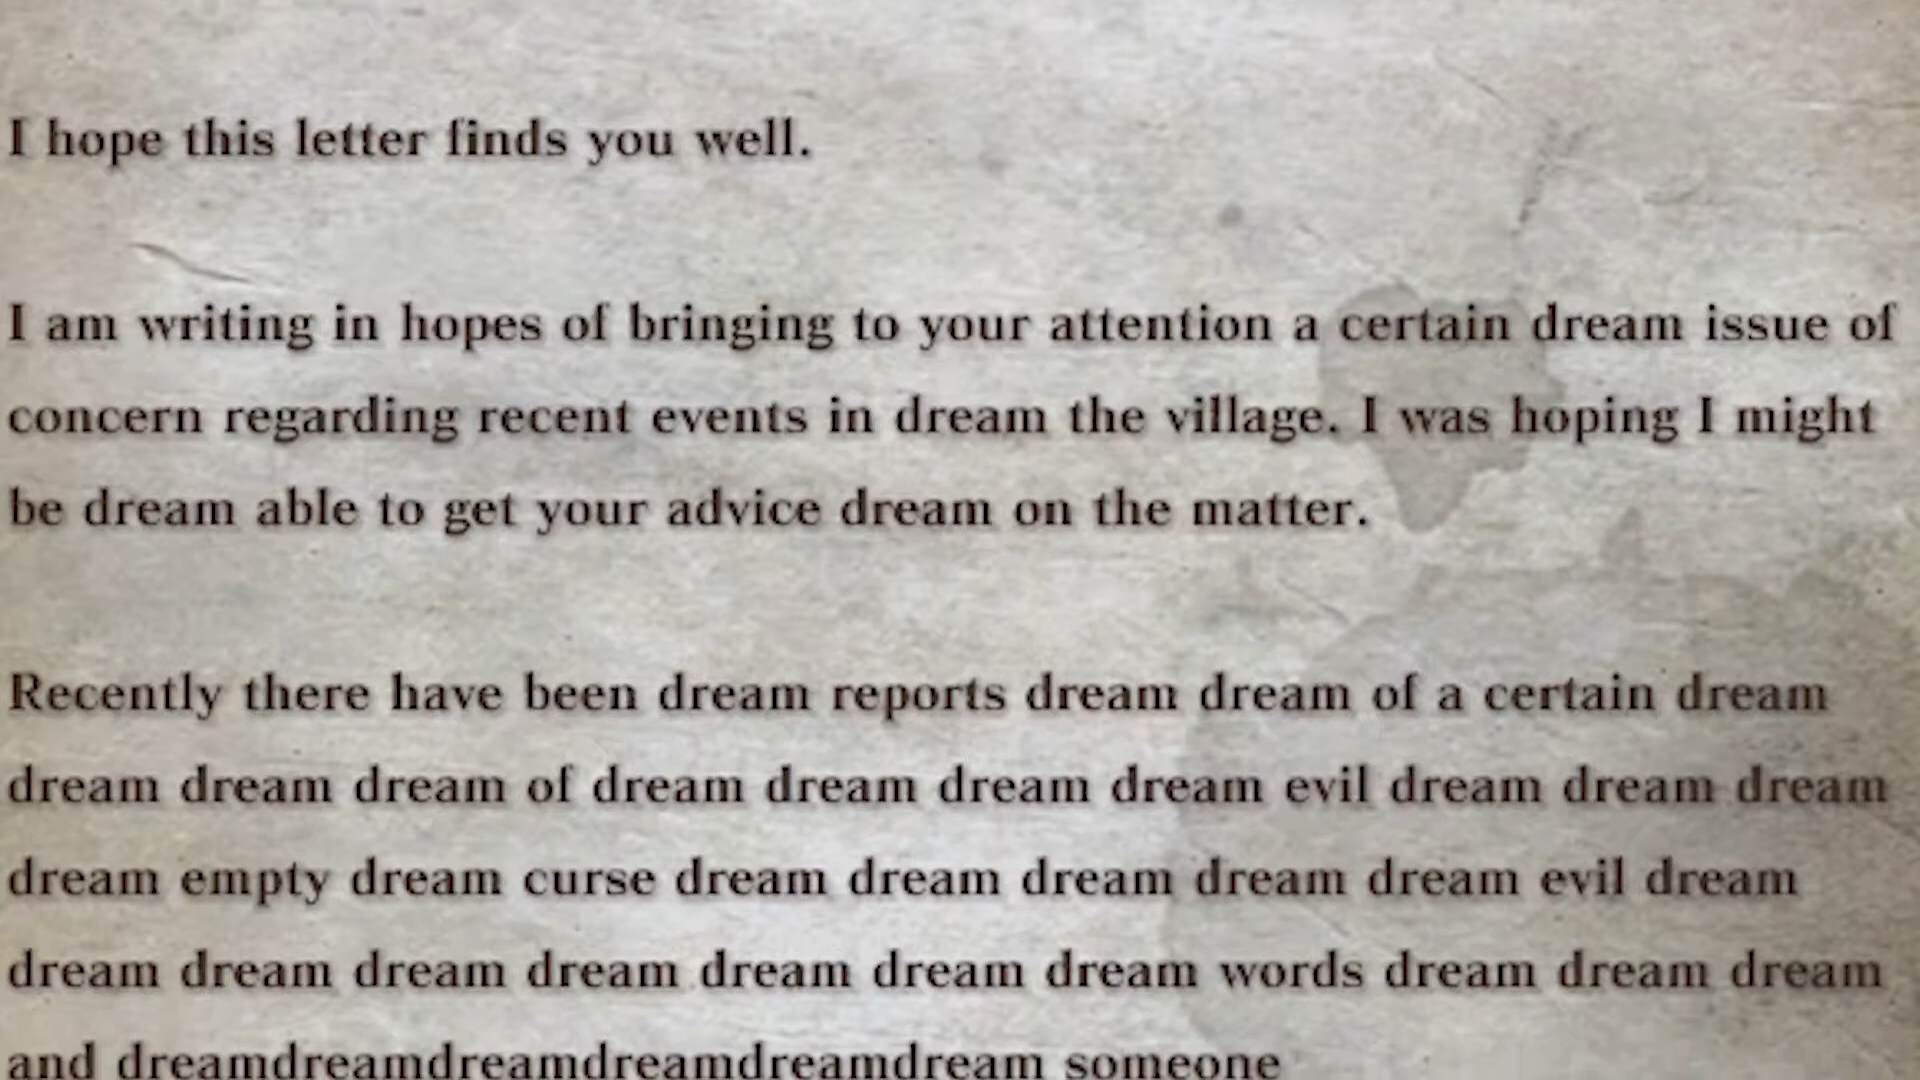 I hope this letter finds you well.
I am writing in hopes of bringing to your attention a certain dream issue of
concern regarding recent events in dream the village. I was hoping I might
be dream able to get your advice dream on the matter.
Recently there have been dream reports dream dream of a certain dream
dream dream dream of dream dream dream dream evil dream dream dream
dream empty dream curse dream dream dream dream dream evil dream
dream dream dream dream dream dream dream words dream dream dream
and dreamdreamdreamdreamdreamdream someone